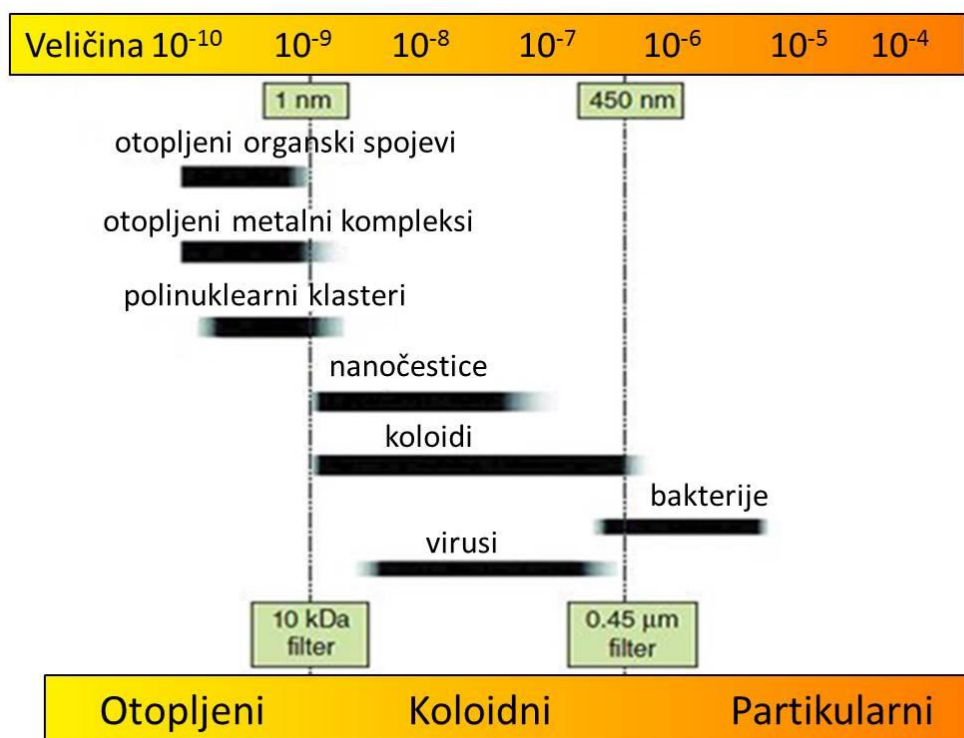 Veličina 10⁻¹⁰ 10⁻⁹ 10⁻⁸ 10⁻⁷ 10⁻⁶ 10⁻⁵ 10⁻⁴
1 nm 450 nm
otopljeni organski spojevi
otopljeni metalni kompleksi
polinuklearni klasteri
nanočestice
koloidi
bakterije
virusi
10 kDa
filter
0.45 μm
filter
Otopljeni Koloidni Partikularni